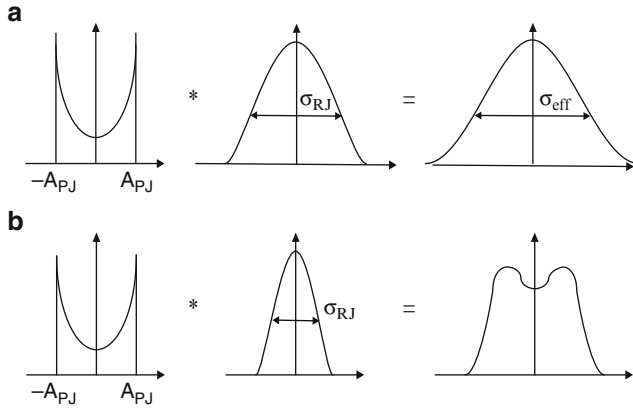 a
* σRJ = σeff
−APJ APJ
b
* σRJ =
−APJ APJ